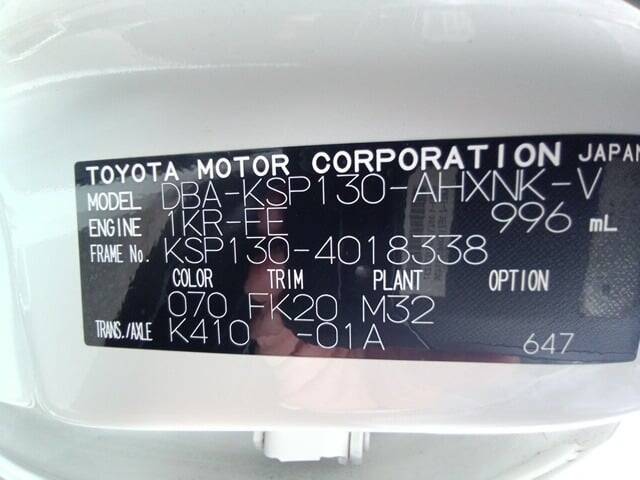 TOYOTA MOTOR CORPORATION JAPAN
MODEL DBA-KSP130-AHXNK-V
ENGINE 1KR-FE 996 mL
FRAME No. KSP130-4018338
COLOR TRIM PLANT OPTION
070 FK20 M32
TRANS./AXLE K410 -01A 647